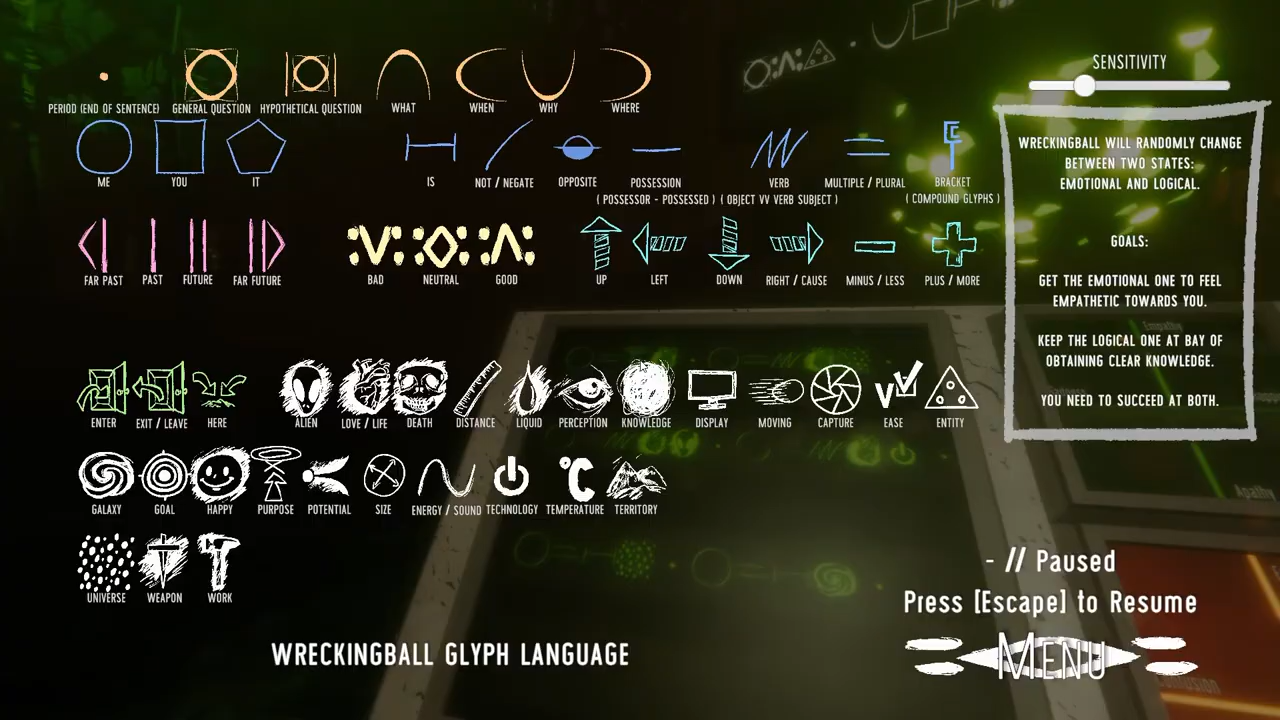 SENSITIVITY
PERIOD (END OF SENTENCE) GENERAL QUESTION HYPOTHETICAL QUESTION WHAT WHEN WHY WHERE
ME YOU IT IS NOT / NEGATE OPPOSITE POSSESSION VERB MULTIPLE / PLURAL BRACKET
( POSSESSOR - POSSESSED ) ( OBJECT VV VERB SUBJECT ) ( COMPOUND GLYPHS )
FAR PAST PAST FUTURE FAR FUTURE BAD NEUTRAL GOOD UP LEFT DOWN RIGHT / CAUSE MINUS / LESS PLUS / MORE
ENTER EXIT / LEAVE HERE ALIEN LOVE / LIFE DEATH DISTANCE LIQUID PERCEPTION KNOWLEDGE DISPLAY MOVING CAPTURE EASE ENTITY
GALAXY GOAL HAPPY PURPOSE POTENTIAL SIZE ENERGY / SOUND TECHNOLOGY TEMPERATURE TERRITORY
°C
UNIVERSE WEAPON WORK
WRECKINGBALL GLYPH LANGUAGE
WRECKINGBALL WILL RANDOMLY CHANGE
BETWEEN TWO STATES:
EMOTIONAL AND LOGICAL.
GOALS:
GET THE EMOTIONAL ONE TO FEEL
EMPATHETIC TOWARDS YOU.
KEEP THE LOGICAL ONE AT BAY OF
OBTAINING CLEAR KNOWLEDGE.
YOU NEED TO SUCCEED AT BOTH.
Empathy
Apathy
- // Paused
Press [Escape] to Resume
MENU